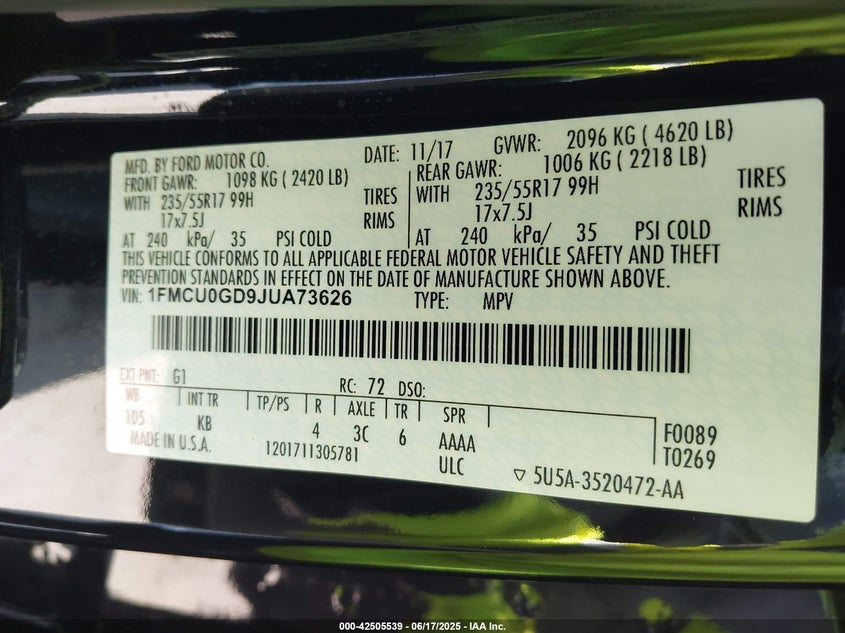 MFD. BY FORD MOTOR CO. DATE: 11/17 GVWR: 2096 KG ( 4620 LB)
FRONT GAWR: 1098 KG ( 2420 LB) REAR GAWR: 1006 KG ( 2218 LB)
WITH 235/55R17 99H TIRES WITH 235/55R17 99H TIRES
17x7.5J RIMS 17x7.5J RIMS
AT 240 kPa/ 35 PSI COLD AT 240 kPa/ 35 PSI COLD
THIS VEHICLE CONFORMS TO ALL APPLICABLE FEDERAL MOTOR VEHICLE SAFETY AND THEFT
PREVENTION STANDARDS IN EFFECT ON THE DATE OF MANUFACTURE SHOWN ABOVE.
VIN: 1FMCU0GD9JUA73626 TYPE: MPV
EXT PNT: G1 RC: 72 DSO:
WB INT TR TP/PS R AXLE TR SPR
105 KB 4 3C 6 AAAA F0089
MADE IN U.S.A. 1201711305781 ULC T0269
▽ 5U5A-3520472-AA
000-42505539 - 06/17/2025 - IAA Inc.